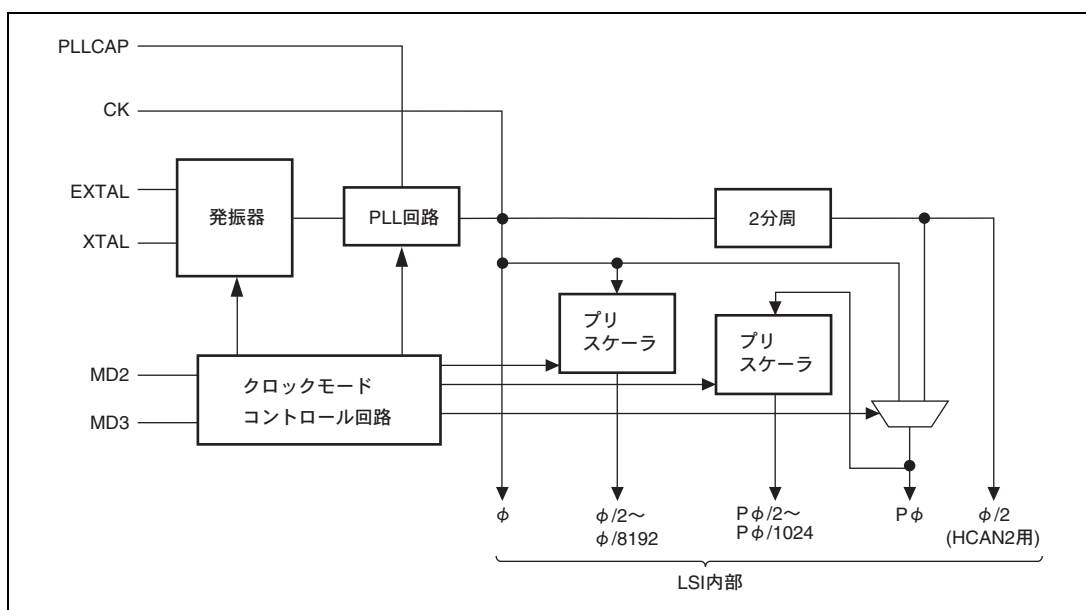 PLLCAP
CK
EXTAL
XTAL
発振器
PLL回路
2分周
プリ
スケーラ
プリ
スケーラ
MD2
MD3
クロックモード
コントロール回路
φ
φ/2～
φ/8192
Pφ/2～
Pφ/1024
Pφ
φ/2
(HCAN2用)
LSI内部